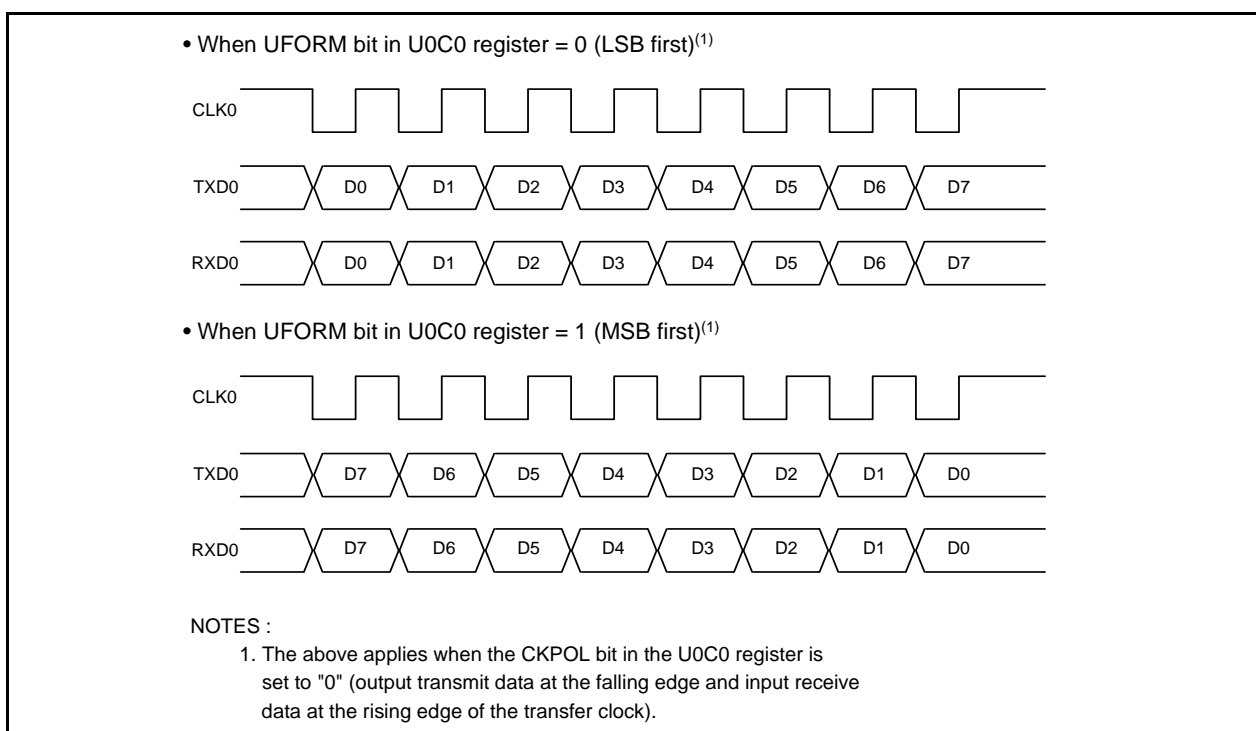 • When UFORM bit in U0C0 register = 0 (LSB first)(1)
CLK0
TXD0 D0 D1 D2 D3 D4 D5 D6 D7
RXD0 D0 D1 D2 D3 D4 D5 D6 D7
• When UFORM bit in U0C0 register = 1 (MSB first)(1)
CLK0
TXD0 D7 D6 D5 D4 D3 D2 D1 D0
RXD0 D7 D6 D5 D4 D3 D2 D1 D0
NOTES :
1. The above applies when the CKPOL bit in the U0C0 register is
set to "0" (output transmit data at the falling edge and input receive
data at the rising edge of the transfer clock).